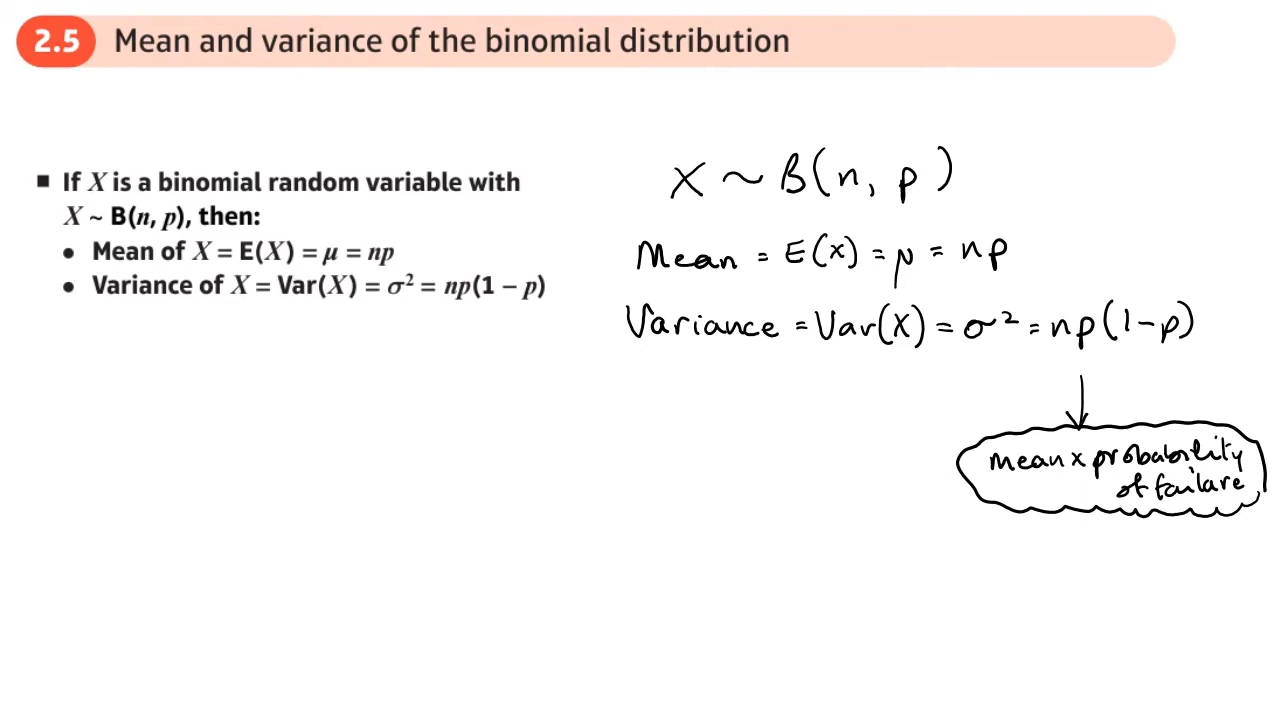 2.5 Mean and variance of the binomial distribution
■ If X is a binomial random variable with
X ~ B(n, p), then:
• Mean of X = E(X) = μ = np
• Variance of X = Var(X) = σ² = np(1 – p)
X ~ B(n, p)
Mean = E(X) = μ = np
Variance = Var(X) = σ² = np(1-p)
mean x probability
of failure